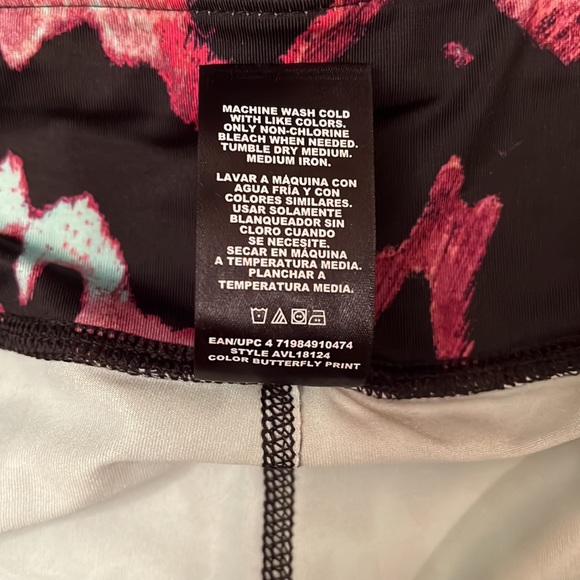 MACHINE WASH COLD
WITH LIKE COLORS.
ONLY NON-CHLORINE
BLEACH WHEN NEEDED.
TUMBLE DRY MEDIUM.
MEDIUM IRON.
LAVAR A MÁQUINA CON
AGUA FRÍA Y CON
COLORES SIMILARES.
USAR SOLAMENTE
BLANQUEADOR SIN
CLORO CUANDO
SE NECESITE.
SECAR EN MÁQUINA
A TEMPERATURA MEDIA.
PLANCHAR A
TEMPERATURA MEDIA.
EAN/UPC 4 71984910474
STYLE AVL18124
COLOR BUTTERFLY PRINT